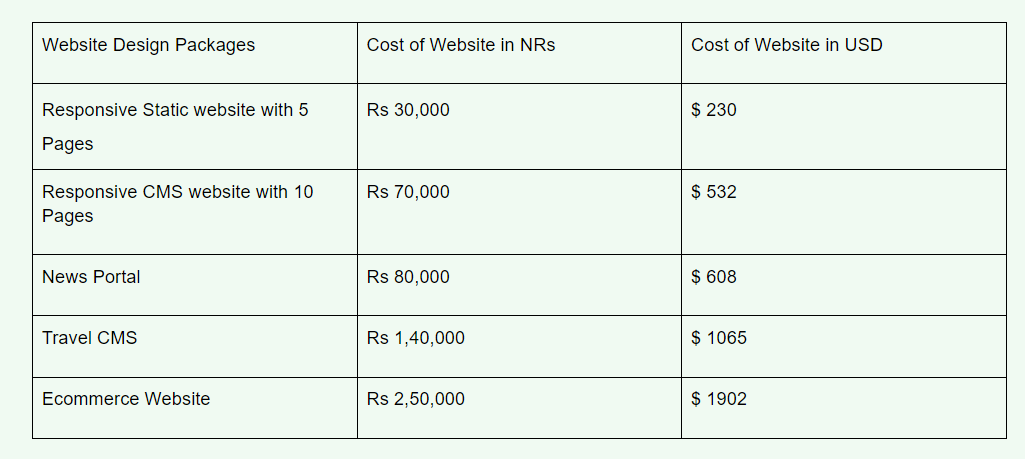 Website Design Packages
Cost of Website in NRs
Cost of Website in USD
Responsive Static website with 5
Pages
Rs 30,000
$ 230
Responsive CMS website with 10
Pages
Rs 70,000
$ 532
News Portal
Rs 80,000
$ 608
Travel CMS
Rs 1,40,000
$ 1065
Ecommerce Website
Rs 2,50,000
$ 1902